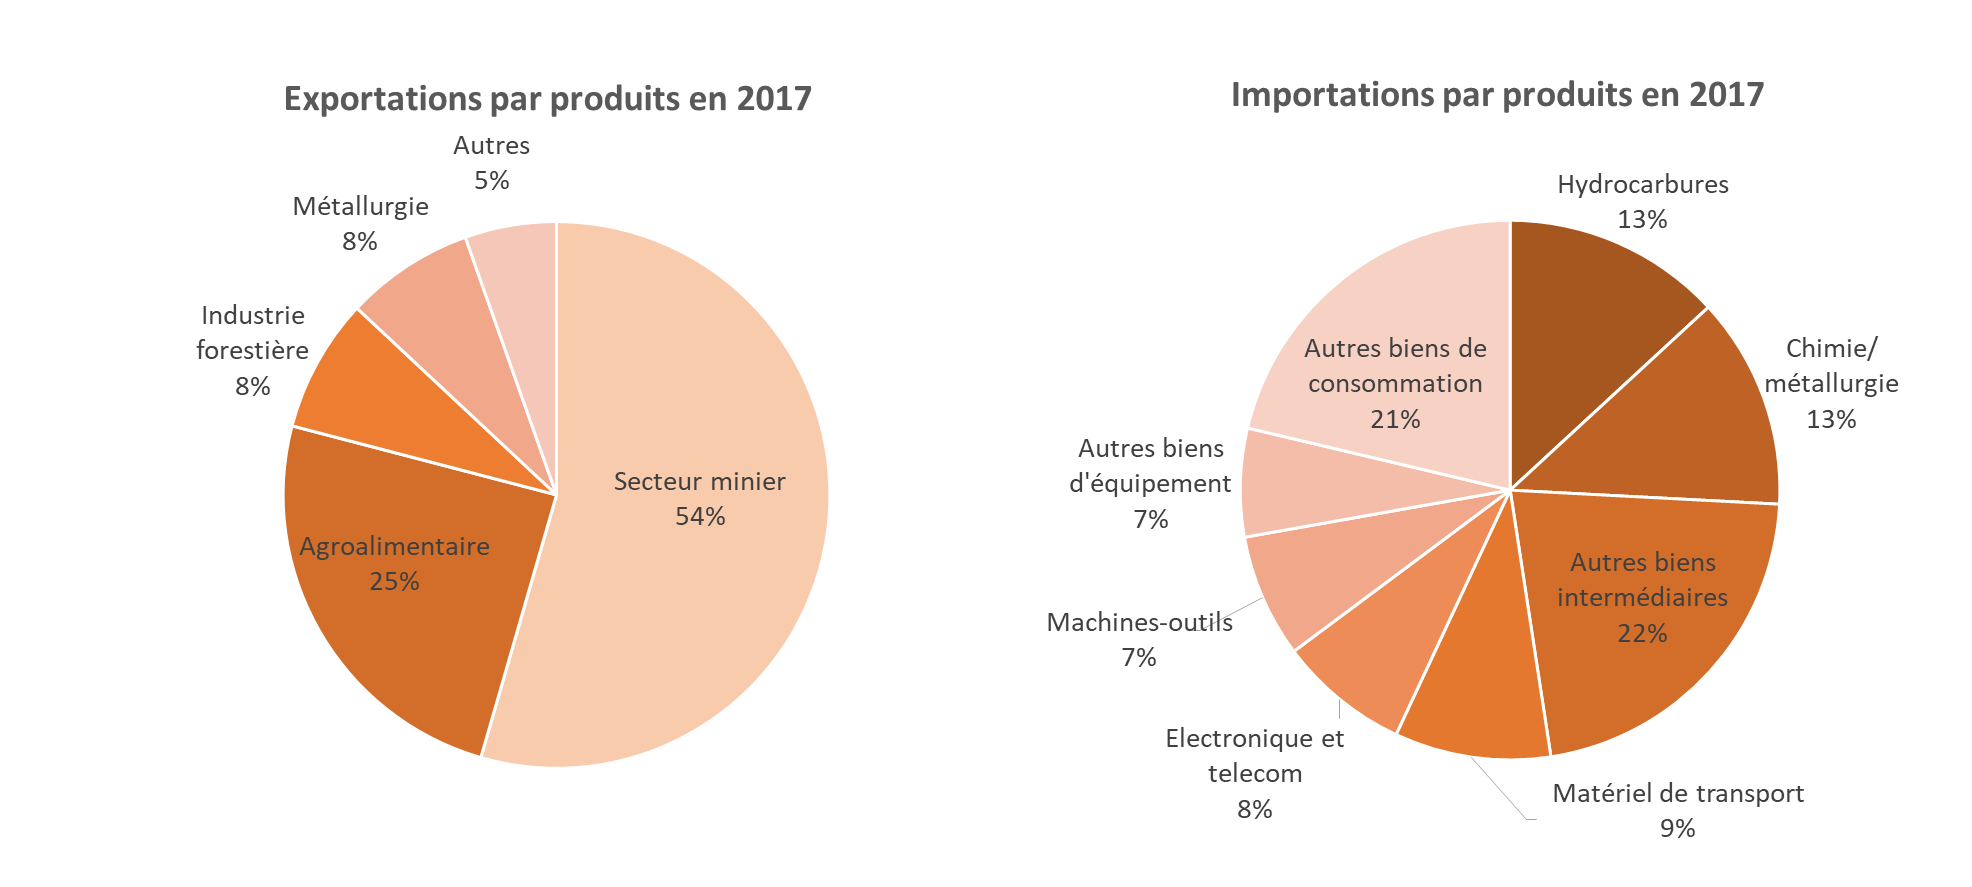 Exportations par produits en 2017
Autres
5%
Métallurgie
8%
Industrie
forestière
8%
Agroalimentaire
25%
Secteur minier
54%
Importations par produits en 2017
Hydrocarbures
13%
Chimie/
métallurgie
13%
Autres biens
intermédiaires
22%
Matériel de transport
9%
Electronique et
telecom
8%
Machines-outils
7%
Autres biens
d'équipement
7%
Autres biens de
consommation
21%